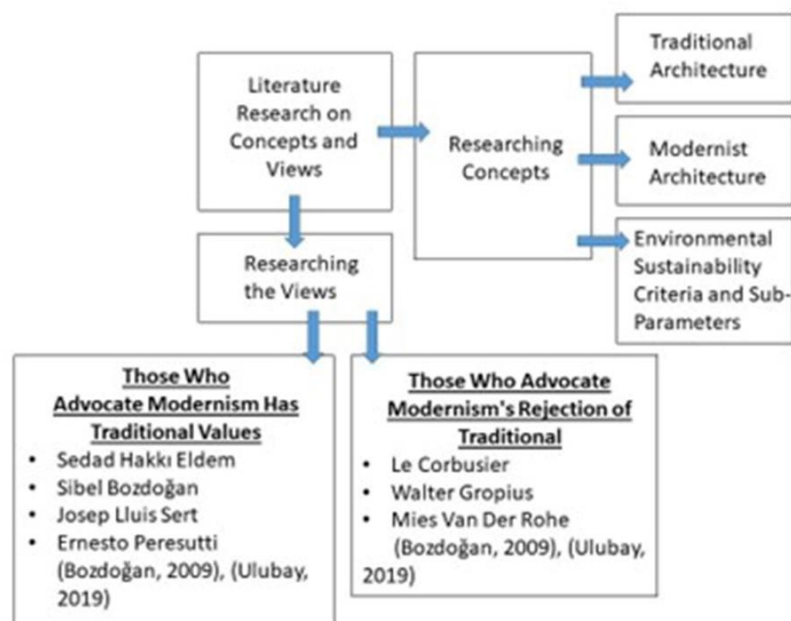 Literature
Research on
Concepts and
Views
Researching
Concepts
Traditional
Architecture
Modernist
Architecture
Environmental
Sustainability
Criteria and Sub-
Parameters
Researching
the Views
Those Who
Advocate Modernism Has
Traditional Values
• Sedad Hakkı Eldem
• Sibel Bozdoğan
• Josep Lluis Sert
• Ernesto Peresutti
(Bozdoğan, 2009), (Ulubay,
2019)
Those Who Advocate
Modernism's Rejection of
Traditional
• Le Corbusier
• Walter Gropius
• Mies Van Der Rohe
(Bozdoğan, 2009), (Ulubay,
2019)